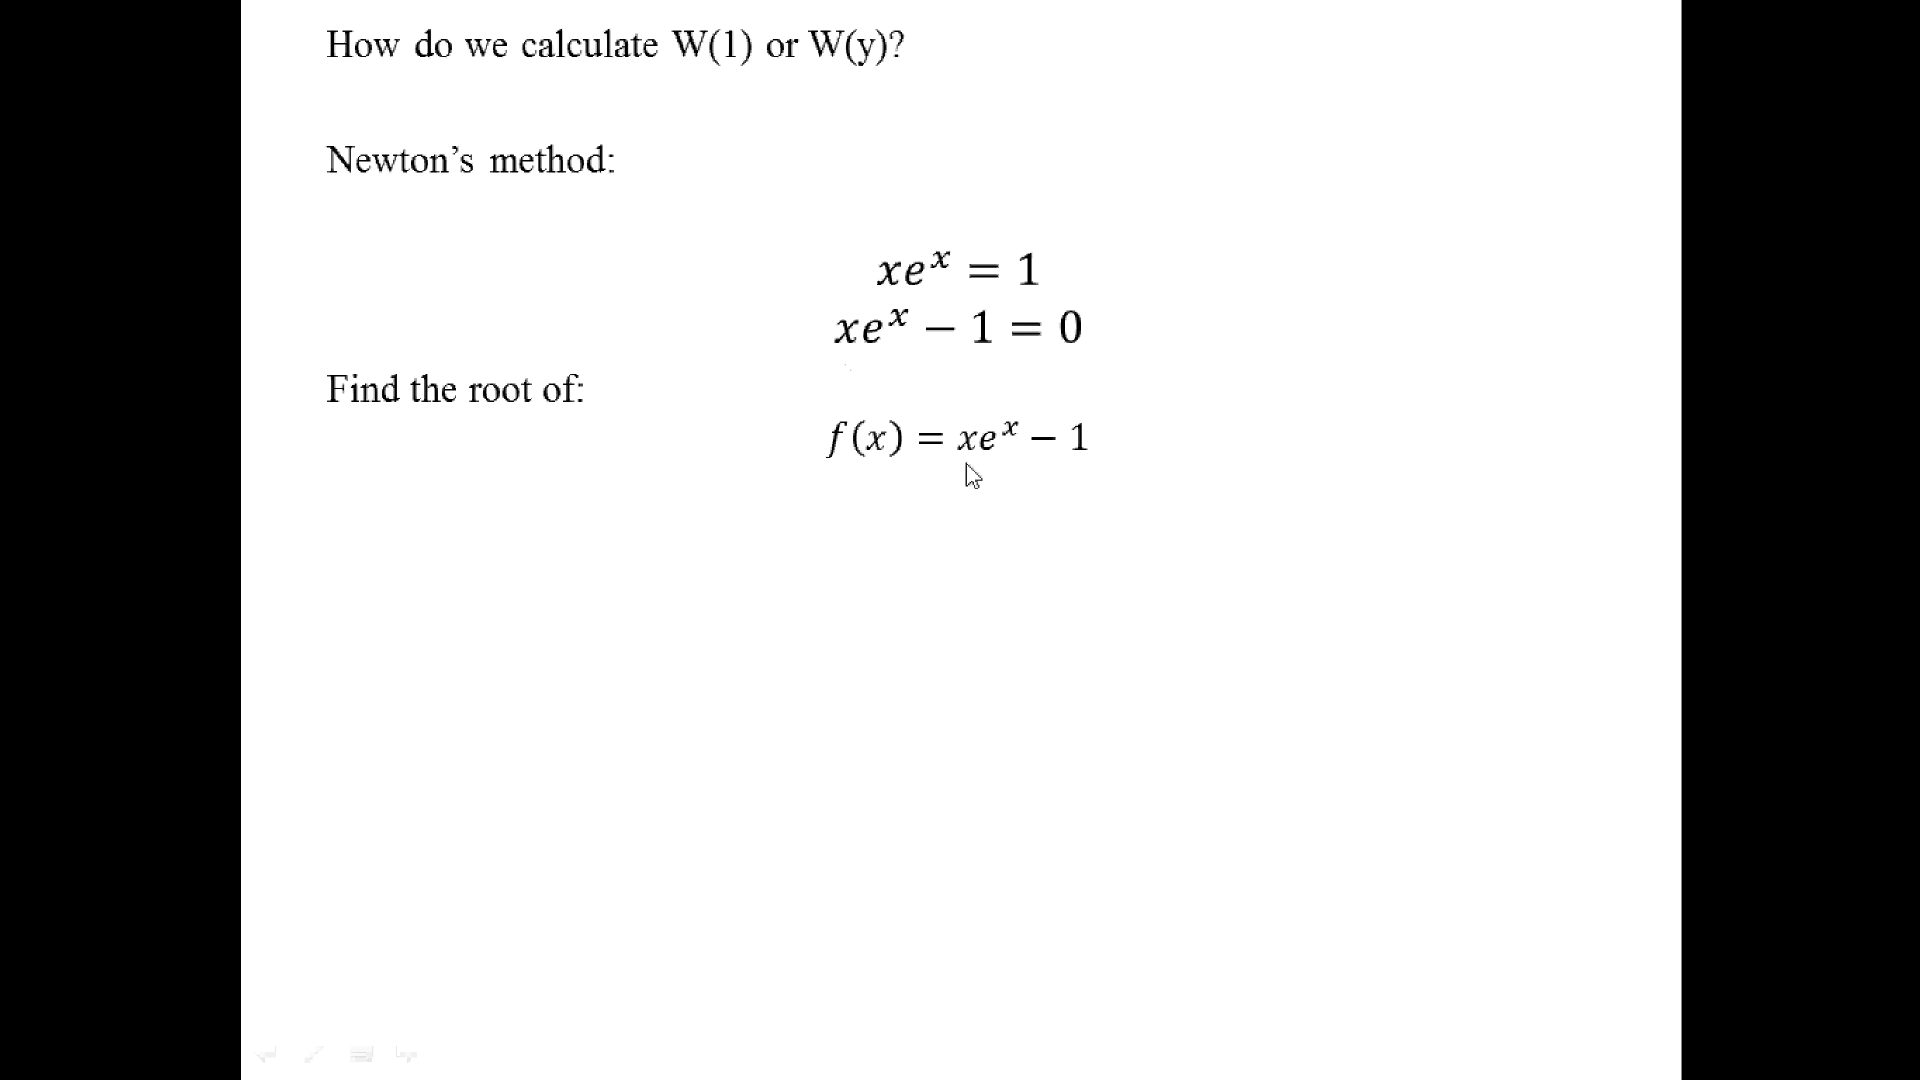 How do we calculate W(1) or W(y)?
Newton’s method:
$xe^x = 1$
$xe^x - 1 = 0$
Find the root of:
$f(x) = xe^x - 1$